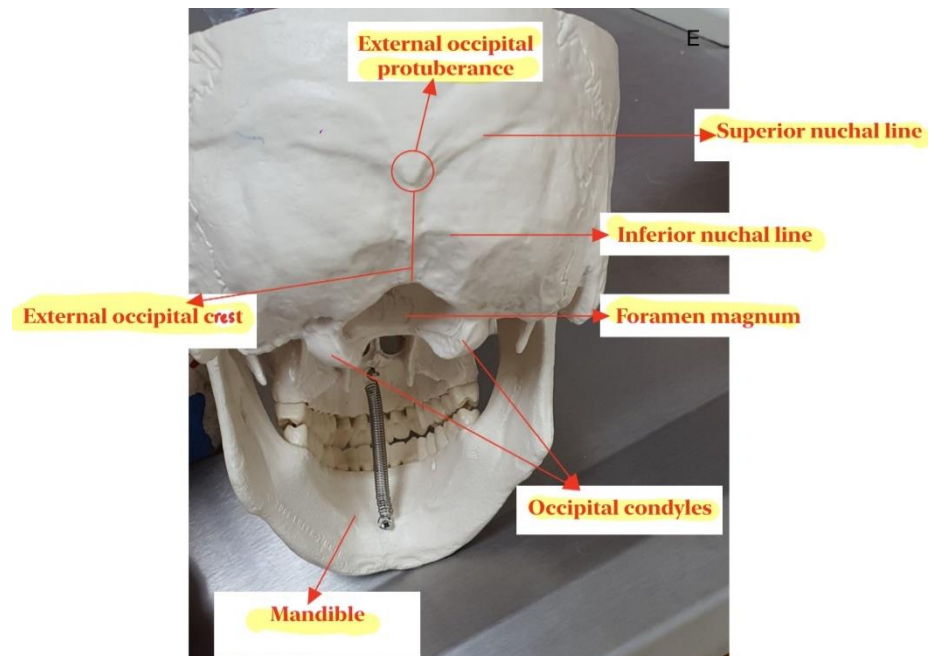 E
External occipital
protuberance
Superior nuchal line
Inferior nuchal line
External occipital crest
Foramen magnum
Occipital condyles
Mandible